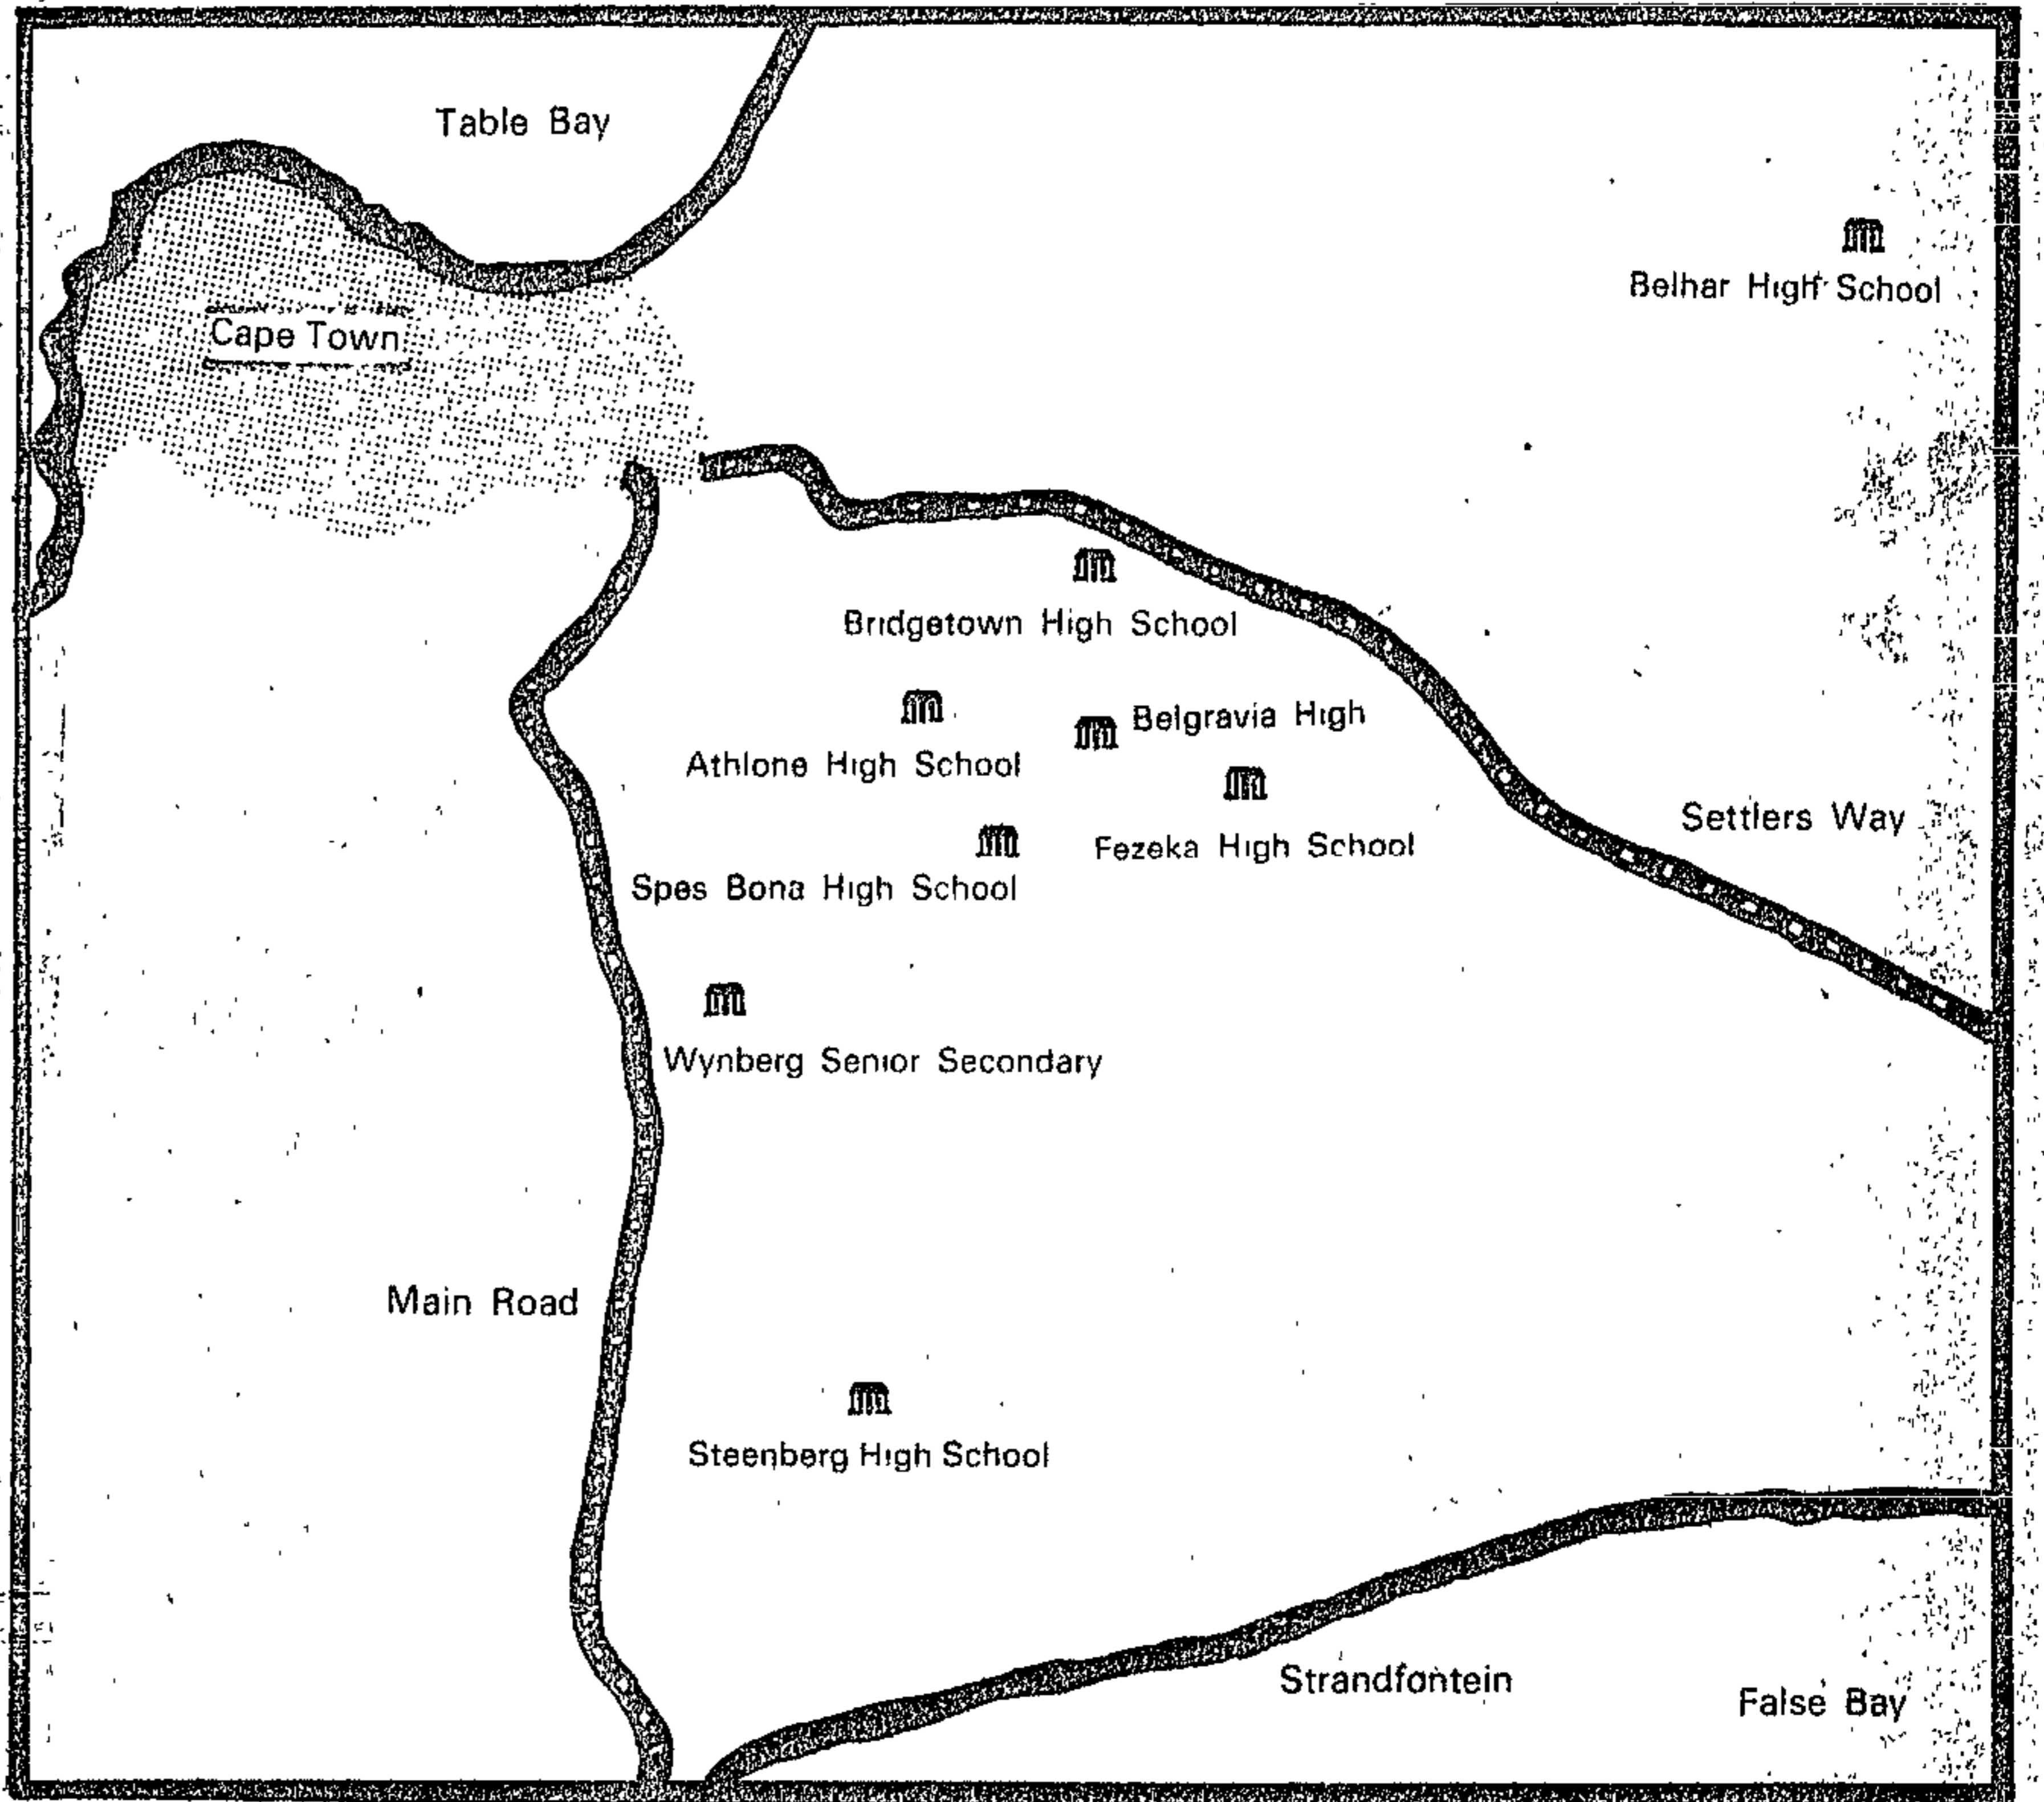 Table Bay
Belhar High School
Cape Town
Bridgetown High School
Belgravia High
Athlone High School
Settlers Way
Fezeka High School
Spes Bona High School
Wynberg Senior Secondary
Main Road
Steenberg High School
Strandfontein
False Bay